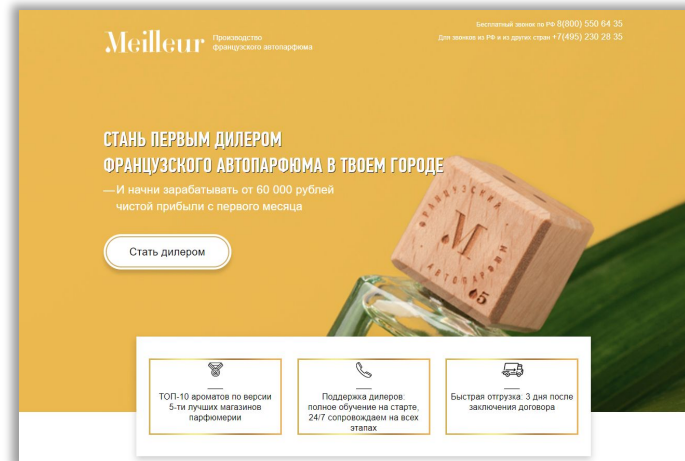 Meilleur
Производство
французского автопарфюма
Бесплатный звонок по РФ 8(800) 550 64 35
Для звонков из РФ и из других стран +7(495) 230 28 35
СТАНЬ ПЕРВЫМ ДИЛЕРОМ
ФРАНЦУЗСКОГО АВТОПАРФЮМА В ТВОЕМ ГОРОДЕ
—И начни зарабатывать от 60 000 рублей
чистой прибыли с первого месяца
Стать дилером
ФРАНЦУЗСКИЙ
M
АВТОПАРФЮМ
5
ТОП-10 ароматов по версии
5-ти лучших магазинов
парфюмерии
Поддержка дилеров:
полное обучение на старте,
24/7 сопровождаем на всех
этапах
Быстрая отгрузка: 3 дня после
заключения договора